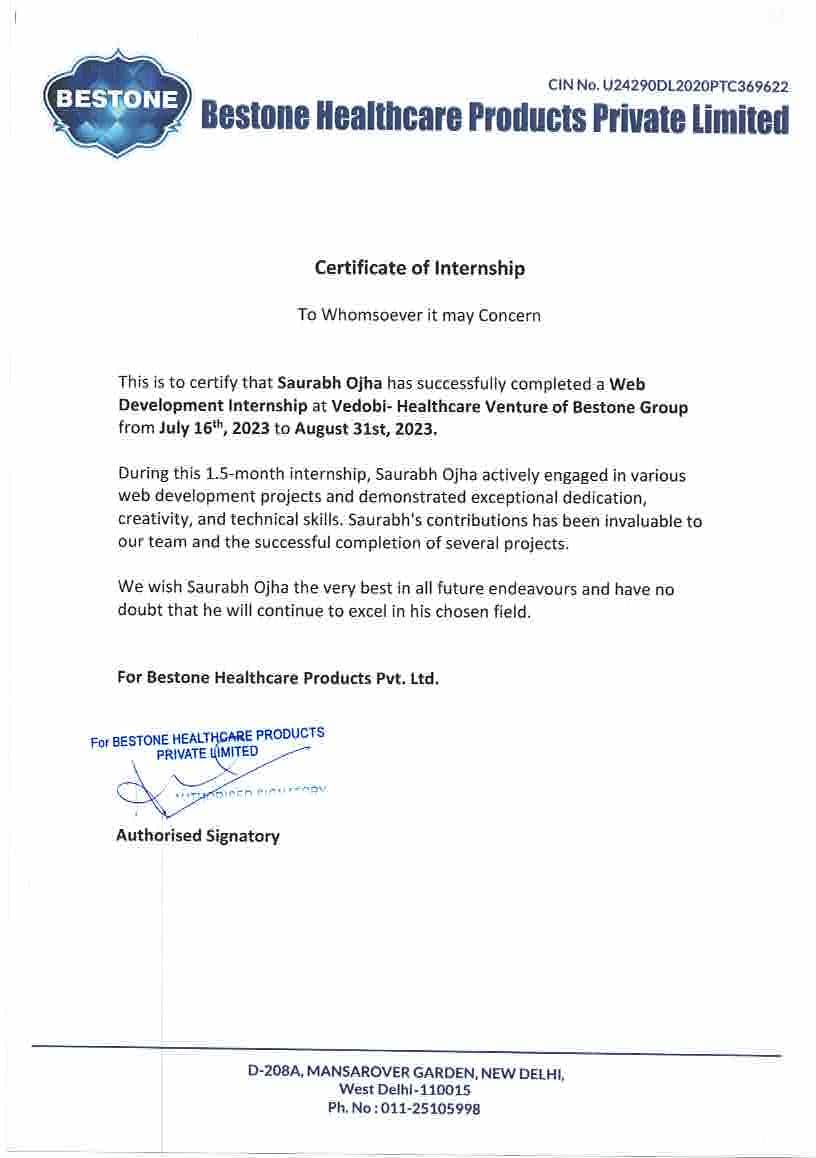 CIN No. U24290DL2020PTC369622
BESTONE
Bestone Healthcare Products Private Limited
Certificate of Internship
To Whomsoever it may Concern
This is to certify that Saurabh Ojha has successfully completed a Web
Development Internship at Vedobi- Healthcare Venture of Bestone Group
from July 16th, 2023 to August 31st, 2023.
During this 1.5-month internship, Saurabh Ojha actively engaged in various
web development projects and demonstrated exceptional dedication,
creativity, and technical skills. Saurabh's contributions has been invaluable to
our team and the successful completion of several projects.
We wish Saurabh Ojha the very best in all future endeavours and have no
doubt that he will continue to excel in his chosen field.
For Bestone Healthcare Products Pvt. Ltd.
For BESTONE HEALTHCARE PRODUCTS
PRIVATE LIMITED
AUTHORISED SIGNATORY
Authorised Signatory
D-208A, MANSAROVER GARDEN, NEW DELHI,
West Delhi-110015
Ph. No : 011-25105998